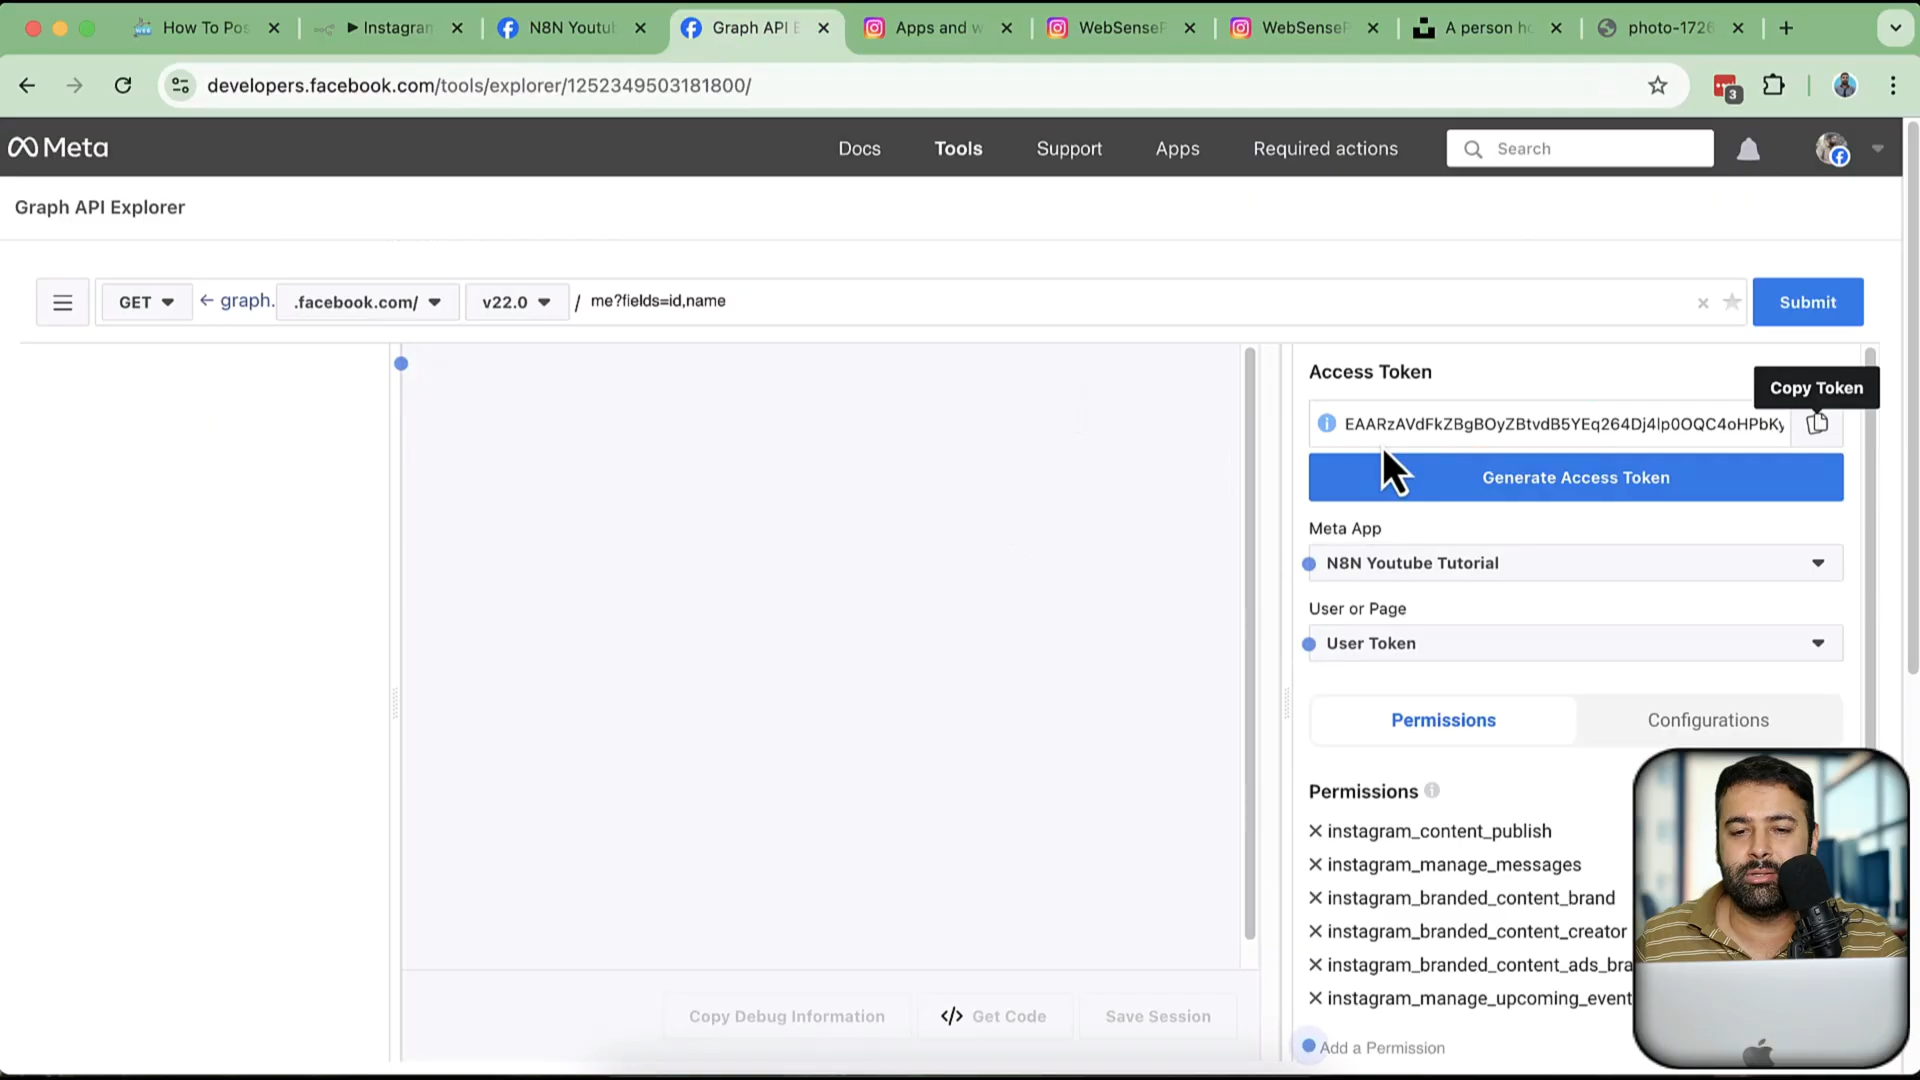 How To Pos
Instagran
N8N Youtu
Graph API E
Apps and w
WebSenseP
WebSenseP
A person h
photo-1726
developers.facebook.com/tools/explorer/1252349503181800/
3
Meta
Docs
Tools
Support
Apps
Required actions
Search
Graph API Explorer
GET
graph.
.facebook.com/
v22.0
/
me?fields=id,name
Submit
Access Token
Copy Token
EAARzAVdFkZBgBOyZBtvdB5YEq264Dj4lp0OQC4oHPbKy
Generate Access Token
Meta App
N8N Youtube Tutorial
User or Page
User Token
Permissions
Configurations
Permissions
instagram_content_publish
instagram_manage_messages
instagram_branded_content_brand
instagram_branded_content_creator
instagram_branded_content_ads_bra
instagram_manage_upcoming_event
Add a Permission
Copy Debug Information
</> Get Code
Save Session